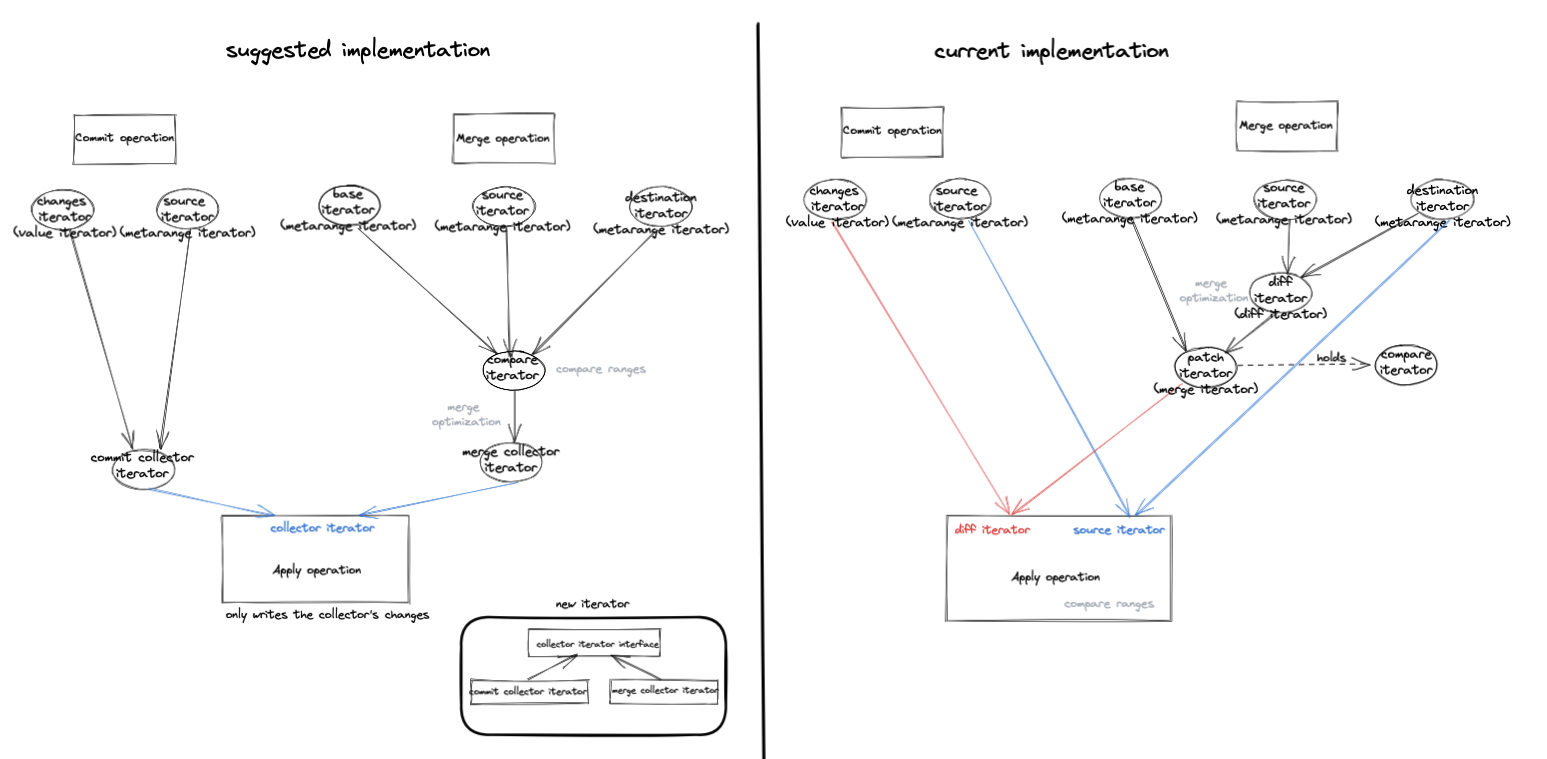 suggested implementation
Commit operation
Merge operation
changes
iterator
(value iterator)
source
iterator
(metarange iterator)
base
iterator
(metarange iterator)
source
iterator
(metarange iterator)
destination
iterator
(metarange iterator)
compare
iterator
compare ranges
merge
optimization
commit collector
iterator
merge collector
iterator
collector iterator
Apply operation
only writes the collector's changes
new iterator
collector iterator interface
commit collector iterator
merge collector iterator
current implementation
Commit operation
Merge operation
changes
iterator
(value iterator)
source
iterator
(metarange iterator)
base
iterator
(metarange iterator)
source
iterator
(metarange iterator)
destination
iterator
(metarange iterator)
merge
optimization
diff
iterator
(diff iterator)
patch
iterator
(merge iterator)
holds
compare
iterator
diff iterator
source iterator
Apply operation
compare ranges